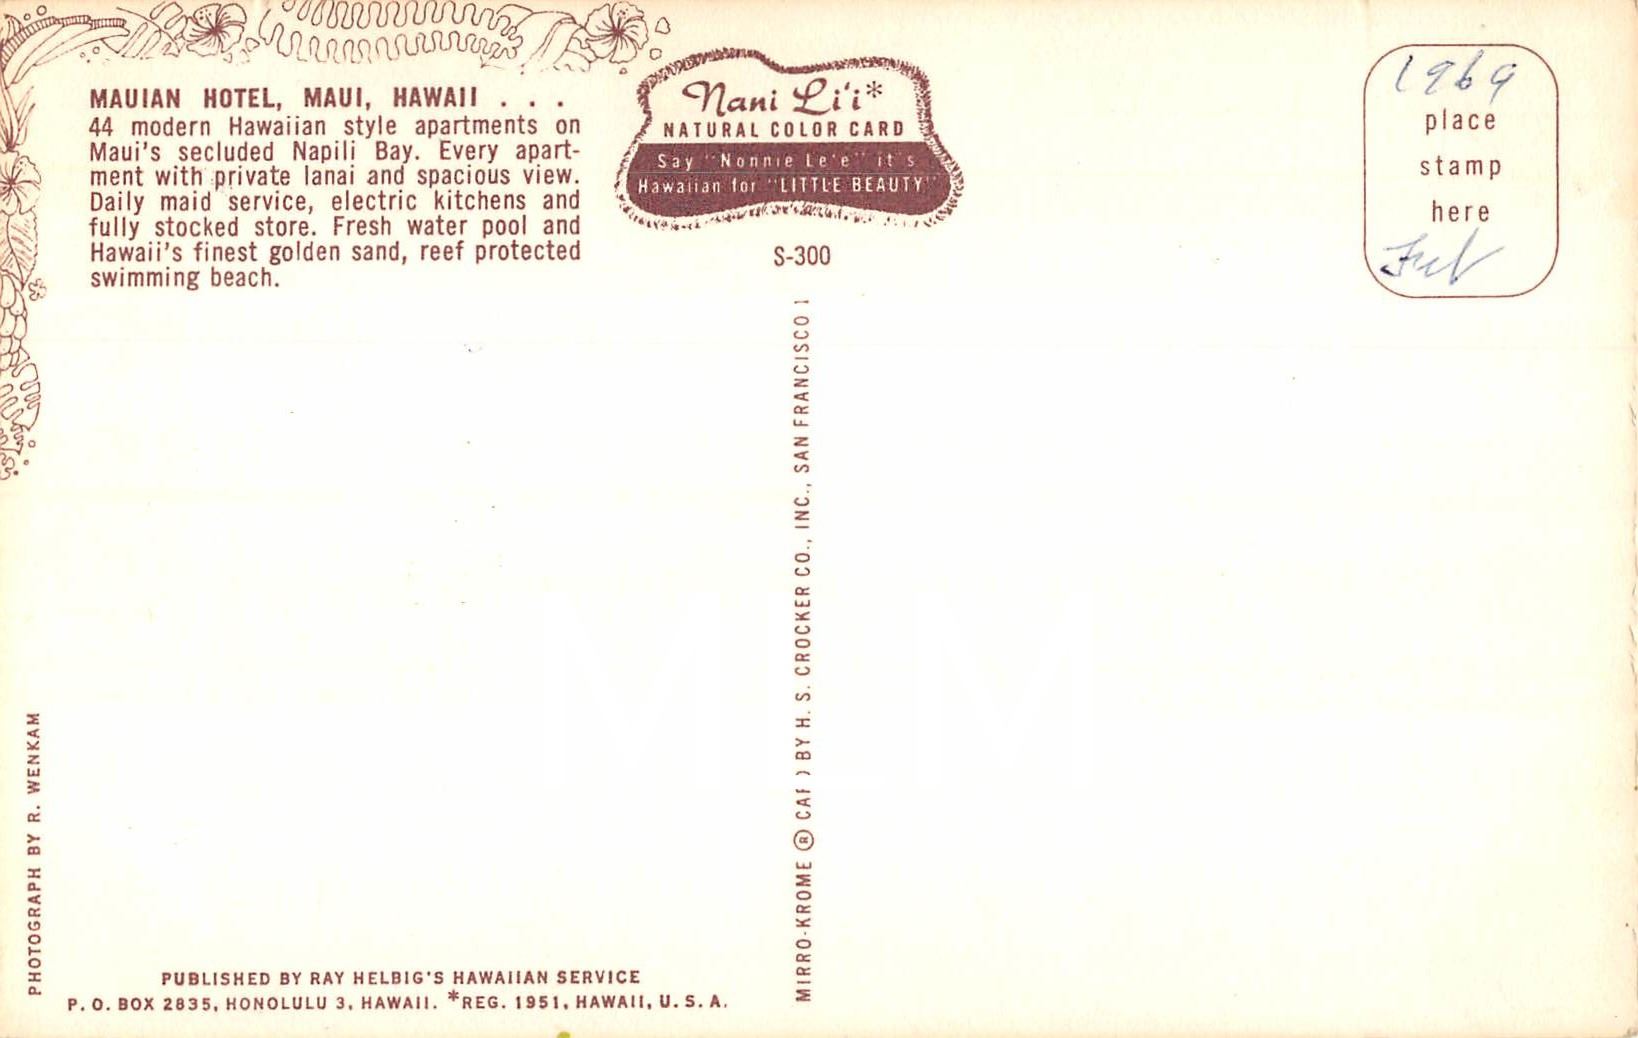 MAUIAN HOTEL, MAUI, HAWAII . . .
44 modern Hawaiian style apartments on
Maui's secluded Napili Bay. Every apart-
ment with private lanai and spacious view.
Daily maid service, electric kitchens and
fully stocked store. Fresh water pool and
Hawaii's finest golden sand, reef protected
swimming beach.
Nani Li'i*
NATURAL COLOR CARD
Say "Nonnie Le'e" it's
Hawaiian for "LITTLE BEAUTY"
S-300
1969
place
stamp
here
Feb
MIRRO-KROME ® CAF ) BY H. S. CROCKER CO., INC., SAN FRANCISCO 1
PHOTOGRAPH BY R. WENKAM
PUBLISHED BY RAY HELBIG'S HAWAIIAN SERVICE
P. O. BOX 2835, HONOLULU 3, HAWAII. *REG. 1951, HAWAII, U. S. A.
MLM